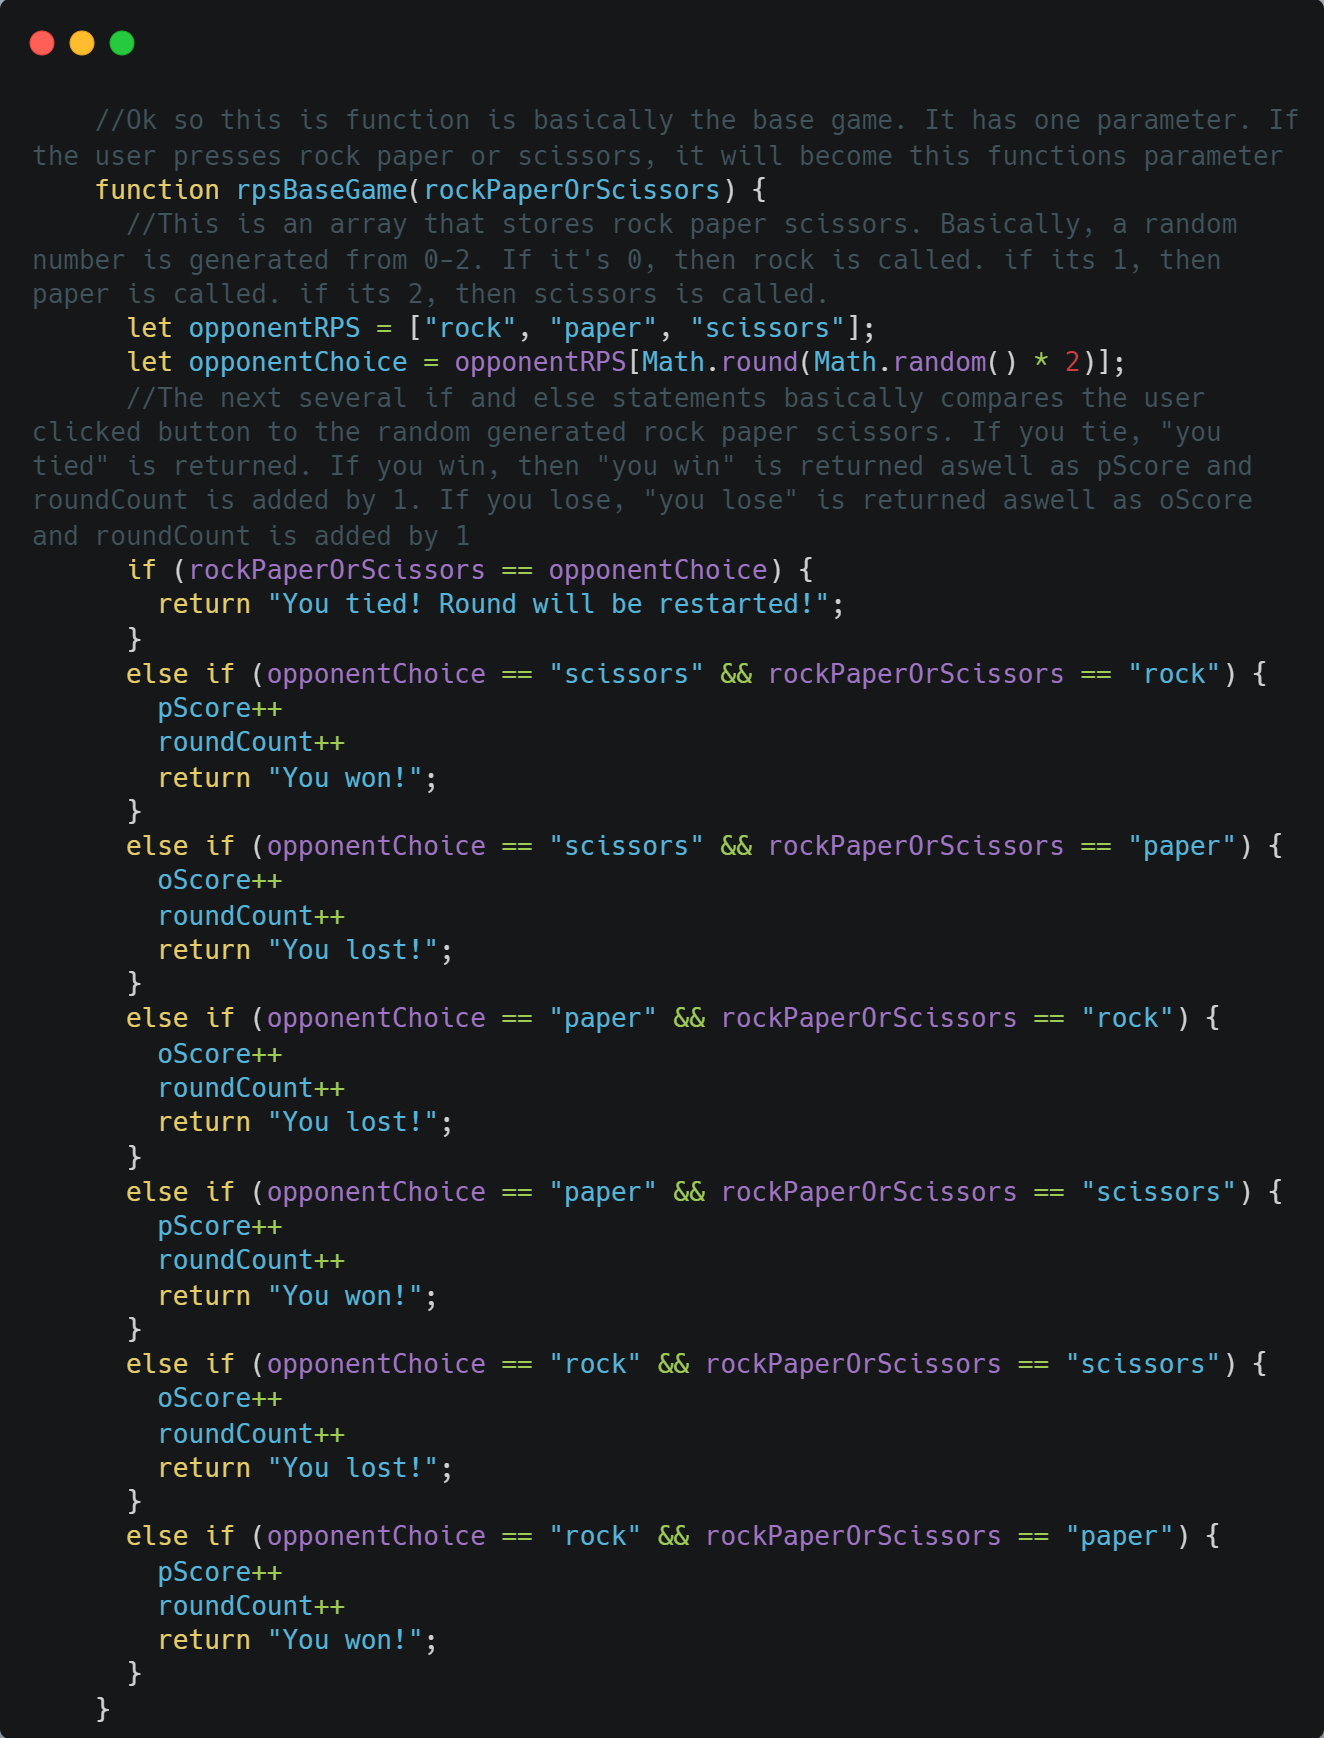 //Ok so this is function is basically the base game. It has one parameter. If
the user presses rock paper or scissors, it will become this functions parameter
function rpsBaseGame(rockPaperOrScissors) {
//This is an array that stores rock paper scissors. Basically, a random
number is generated from 0-2. If it's 0, then rock is called. if its 1, then
paper is called. if its 2, then scissors is called.
let opponentRPS = ["rock", "paper", "scissors"];
let opponentChoice = opponentRPS[Math.round(Math.random() * 2)];
//The next several if and else statements basically compares the user
clicked button to the random generated rock paper scissors. If you tie, "you
tied" is returned. If you win, then "you win" is returned aswell as pScore and
roundCount is added by 1. If you lose, "you lose" is returned aswell as oScore
and roundCount is added by 1
if (rockPaperOrScissors == opponentChoice) {
return "You tied! Round will be restarted!";
}
else if (opponentChoice == "scissors" && rockPaperOrScissors == "rock") {
pScore++
roundCount++
return "You won!";
}
else if (opponentChoice == "scissors" && rockPaperOrScissors == "paper") {
oScore++
roundCount++
return "You lost!";
}
else if (opponentChoice == "paper" && rockPaperOrScissors == "rock") {
oScore++
roundCount++
return "You lost!";
}
else if (opponentChoice == "paper" && rockPaperOrScissors == "scissors") {
pScore++
roundCount++
return "You won!";
}
else if (opponentChoice == "rock" && rockPaperOrScissors == "scissors") {
oScore++
roundCount++
return "You lost!";
}
else if (opponentChoice == "rock" && rockPaperOrScissors == "paper") {
pScore++
roundCount++
return "You won!";
}
}